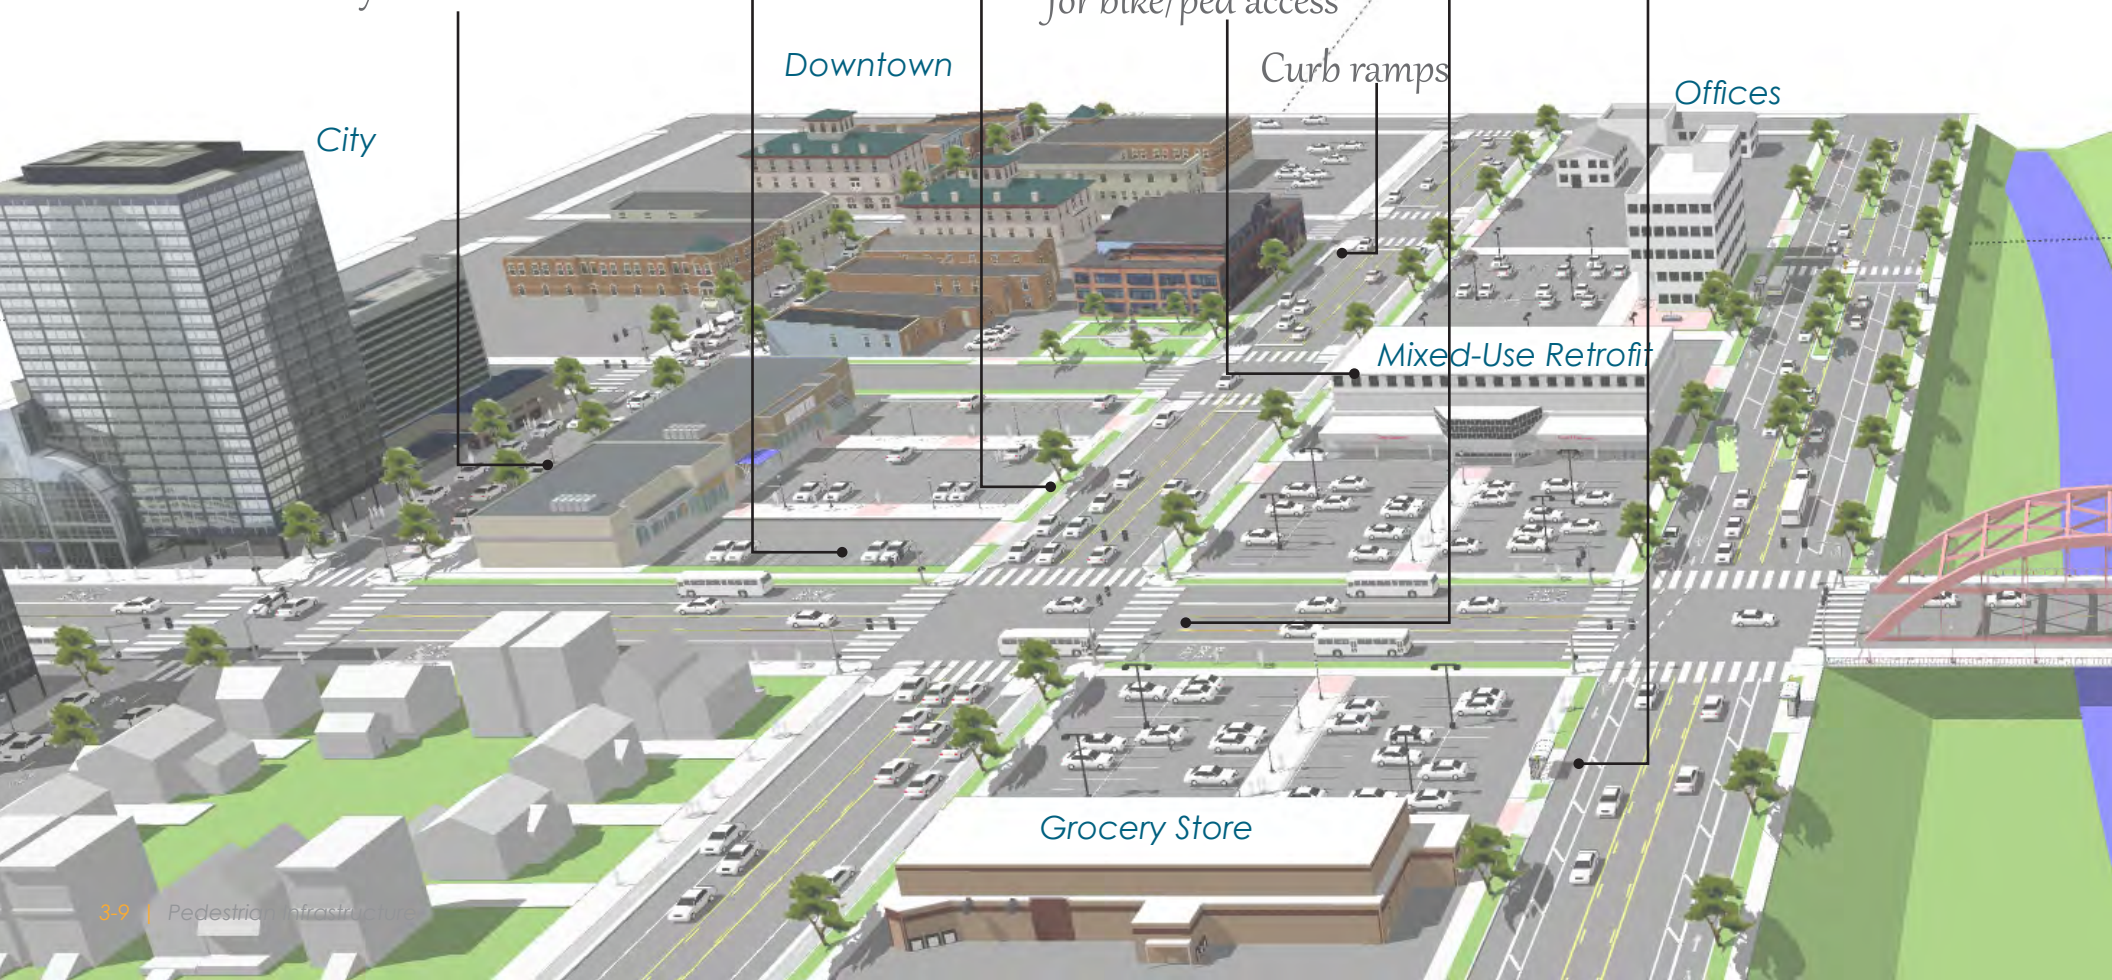 for bike/ped access
Curb ramps
Downtown
Offices
City
Mixed-Use Retrofit
Grocery Store
3-9 | Pedestrian Infrastructure